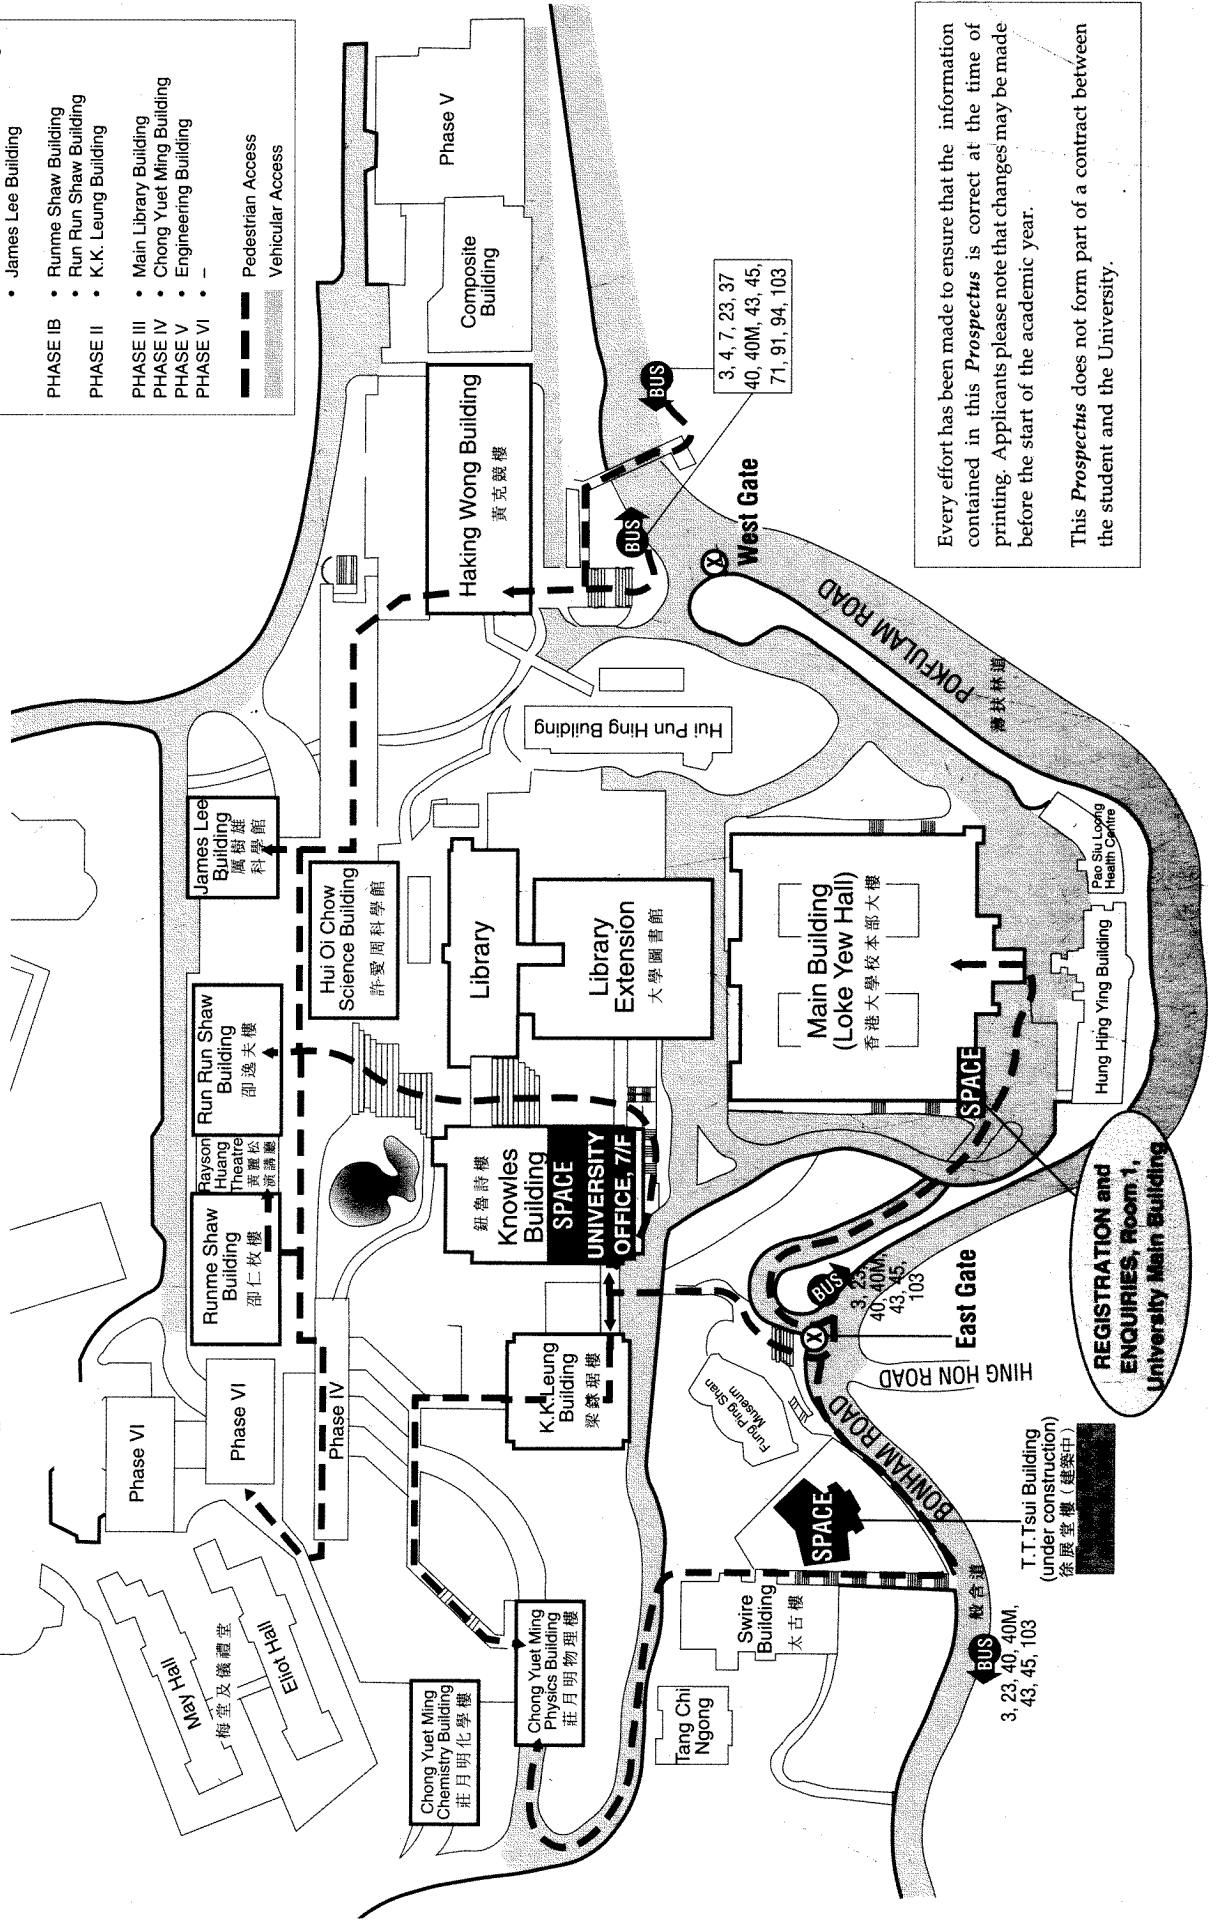 • James Lee Building
PHASE IB • Runme Shaw Building
• Run Run Shaw Building
PHASE II • K.K. Leung Building
PHASE III • Main Library Building
PHASE IV • Chong Yuet Ming Building
PHASE V • Engineering Building
PHASE VI • –
Pedestrian Access
Vehicular Access
Phase V
Composite
Building
Haking Wong Building
黃克競樓
BUS
BUS
3, 4, 7, 23, 37
40, 40M, 43, 45,
71, 91, 94, 103
X
West Gate
POKFULAM ROAD
薄扶林道
Every effort has been made to ensure that the information
contained in this Prospectus is correct at the time of
printing. Applicants please note that changes may be made
before the start of the academic year.
This Prospectus does not form part of a contract between
the student and the University.
Hui Pun Hing Building
James Lee
Building
厲樹雄
科學館
Hui Oi Chow
Science Building
許愛周科學館
Library
Library
Extension
大學圖書館
Main Building
(Loke Yew Hall)
香港大學校本部大樓
Pao Siu Loong
Health Centre
Hung Hing Ying Building
Run Run Shaw
Building
邵逸夫樓
Rayson
Huang
Theatre
黃麗松
演講廳
Runme Shaw
Building
邵仁枚樓
鈕魯詩樓
Knowles
Building
SPACE
UNIVERSITY
OFFICE, 7/F
SPACE
REGISTRATION and
ENQUIRIES, Room 1,
University Main Building
BUS
3, 23,
40, 40M,
43, 45,
103
X
East Gate
HING HON ROAD
BONHAM ROAD
般含道
K.K. Leung
Building
梁銶琚樓
Fung Ping Shan
Museum
Phase VI
Phase VI
Phase IV
SPACE
T.T.Tsui Building
(under construction)
徐展堂樓(建築中)
May Hall
梅堂及儀禮堂
Eliot Hall
Chong Yuet Ming
Physics Building
莊月明物理樓
Chong Yuet Ming
Chemistry Building
莊月明化學樓
Swire
Building
太古樓
Tang Chi
Ngong
BUS
3, 23, 40, 40M,
43, 45, 103